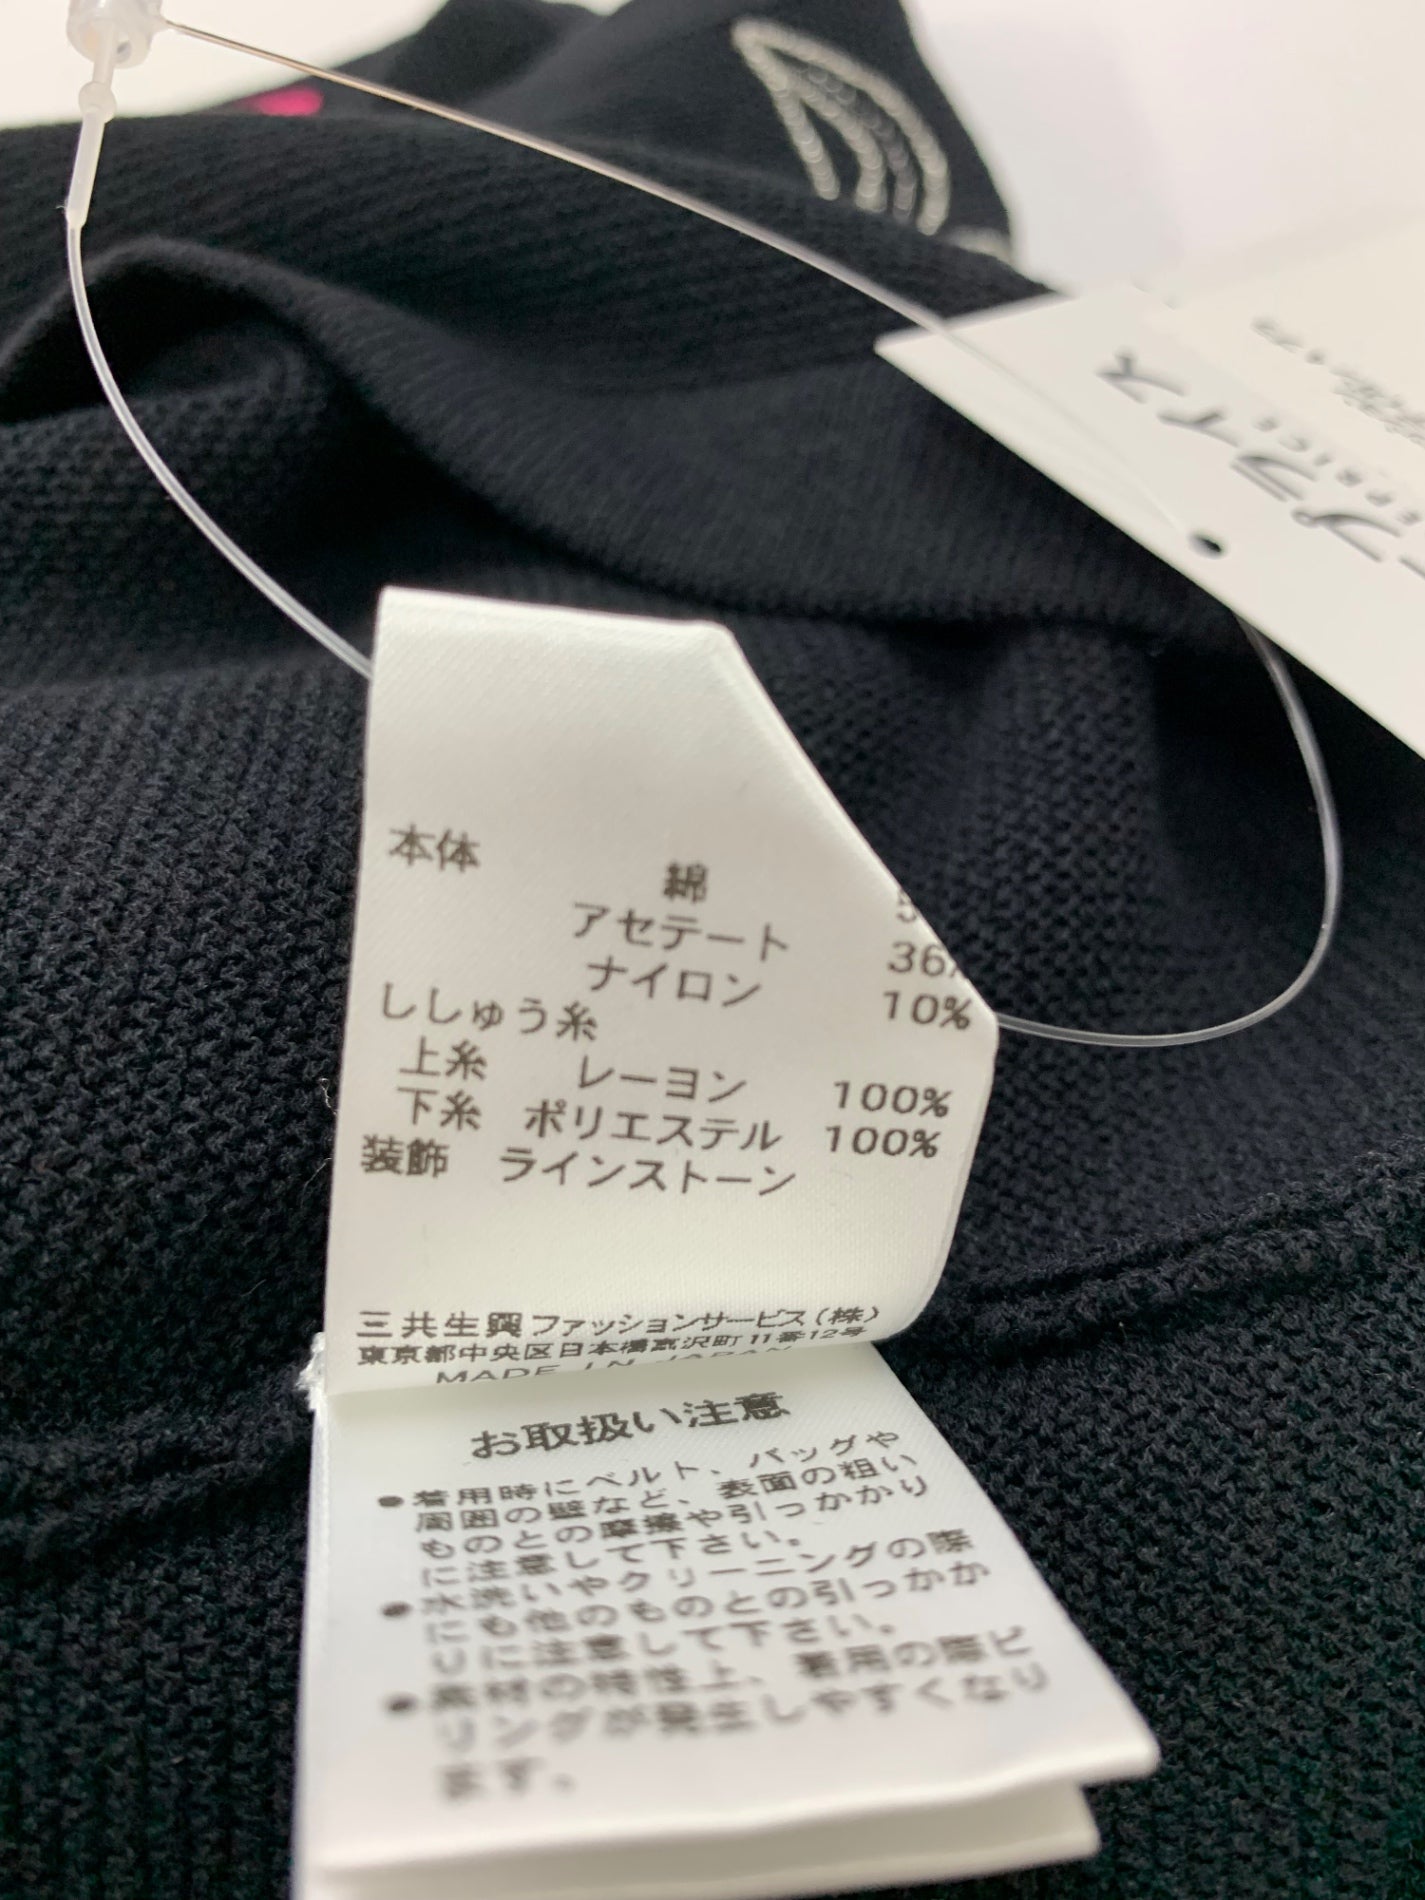 本体 綿 5
アセテート 36%
ナイロン 10%
ししゅう糸
上糸 レーヨン 100%
下糸 ポリエステル 100%
装飾 ラインストーン
三共生興ファッションサービス(株)
東京都中央区日本橋富沢町11番12号
MADE IN JAPAN
お取扱い注意
●着用時にベルト、バッグや
周囲の壁など、表面の粗い
ものとの摩擦や引っかかり
に注意して下さい。
●水洗いやクリーニングの際
にも他のものとの引っかか
りに注意して下さい。
●素材の特性上、着用の際ピ
リングが発生しやすくなり
ます。
プライス
EPRICE